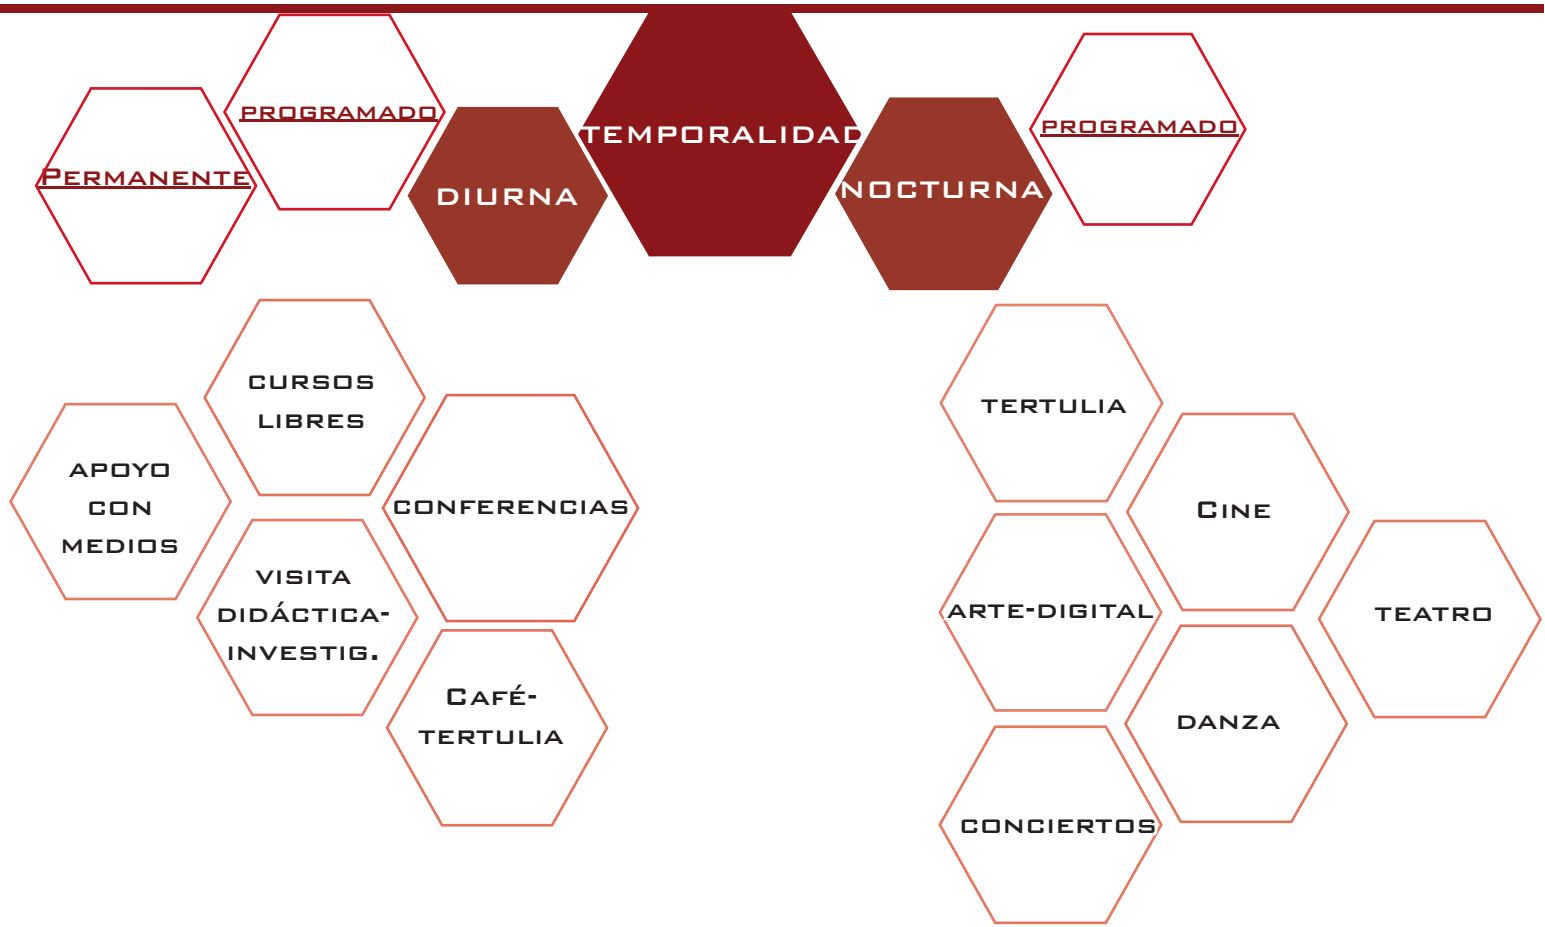 Permanente
PROGRAMADO
DIURNA
TEMPORALIDAD
NOCTURNA
PROGRAMADO
CURSOS
LIBRES
APOYO
CON
MEDIOS
CONFERENCIAS
VISITA
DIDÁCTICA-
INVESTIG.
Café-
TERTULIA
TERTULIA
Cine
ARTE-DIGITAL
TEATRO
DANZA
CONCIERTOS